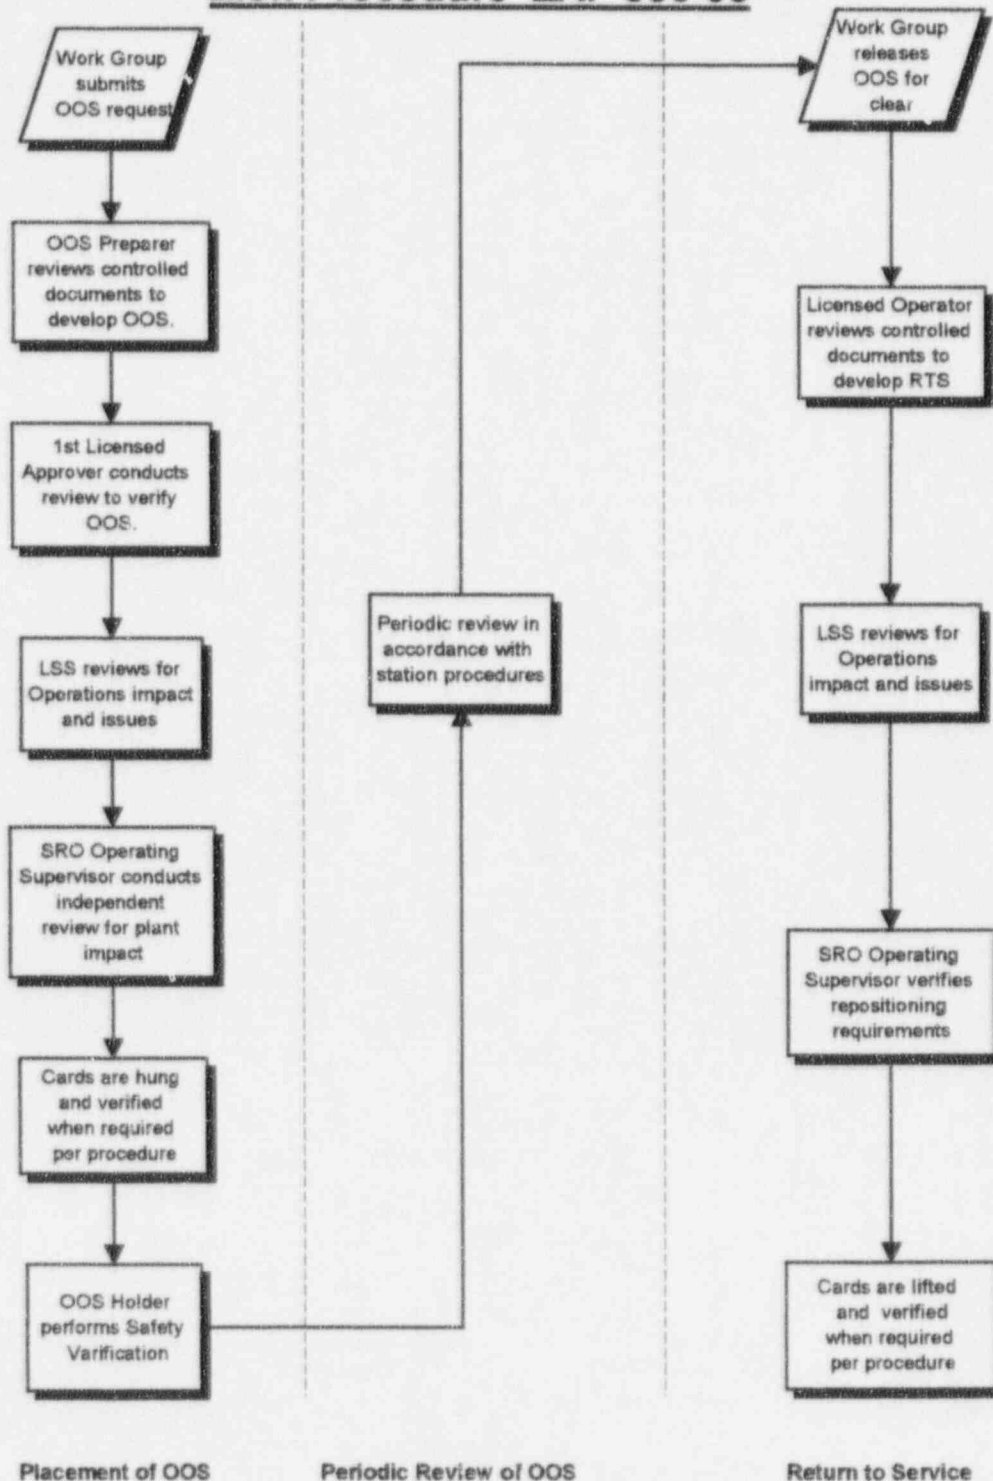 Work Group
submits
OOS request
OOS Preparer
reviews controlled
documents to
develop OOS.
1st Licensed
Approver conducts
review to verify
OOS.
LSS reviews for
Operations impact
and issues
SRO Operating
Supervisor conducts
independent
review for plant
impact
Cards are hung
and verified
when required
per procedure
OOS Holder
performs Safety
Varification
Placement of OOS
Periodic review in
accordance with
station procedures
Periodic Review of OOS
Work Group
releases
OOS for
clear
Licensed Operator
reviews controlled
documents to
develop RTS
LSS reviews for
Operations
impact and issues
SRO Operating
Supervisor verifies
repositioning
requirements
Cards are lifted
and verified
when required
per procedure
Return to Service